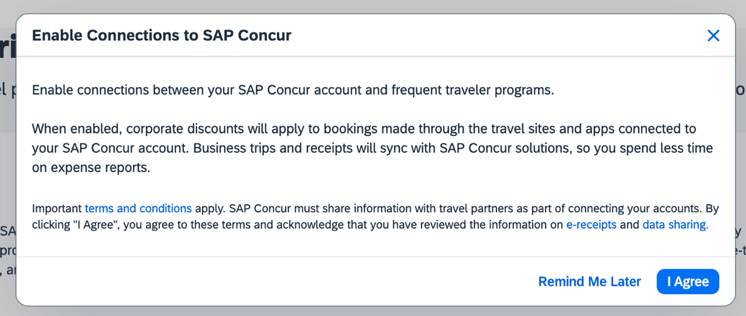 Enable Connections to SAP Concur
Enable connections between your SAP Concur account and frequent traveler programs.
When enabled, corporate discounts will apply to bookings made through the travel sites and apps connected to
your SAP Concur account. Business trips and receipts will sync with SAP Concur solutions, so you spend less time
on expense reports.
Important terms and conditions apply. SAP Concur must share information with travel partners as part of connecting your accounts. By
clicking "I Agree", you agree to these terms and acknowledge that you have reviewed the information on e-receipts and data sharing.
Remind Me Later
I Agree